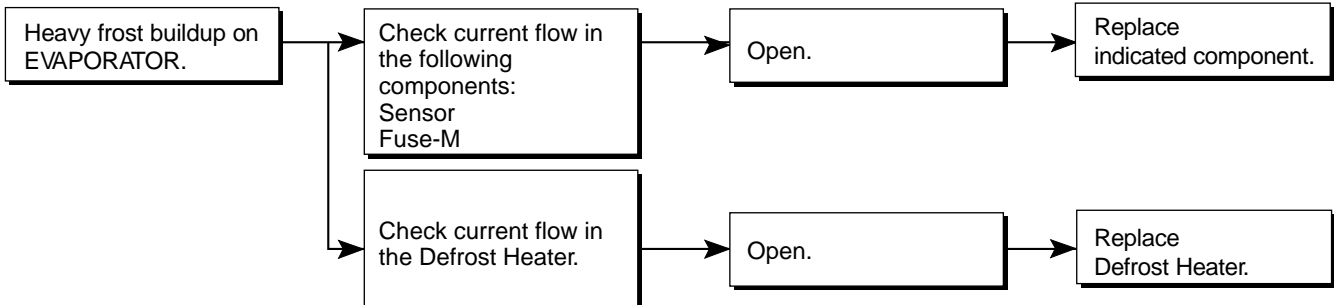 Heavy frost buildup on
EVAPORATOR.
Check current flow in
the following
components:
Sensor
Fuse-M
Open.
Replace
indicated component.
Check current flow in
the Defrost Heater.
Open.
Replace
Defrost Heater.